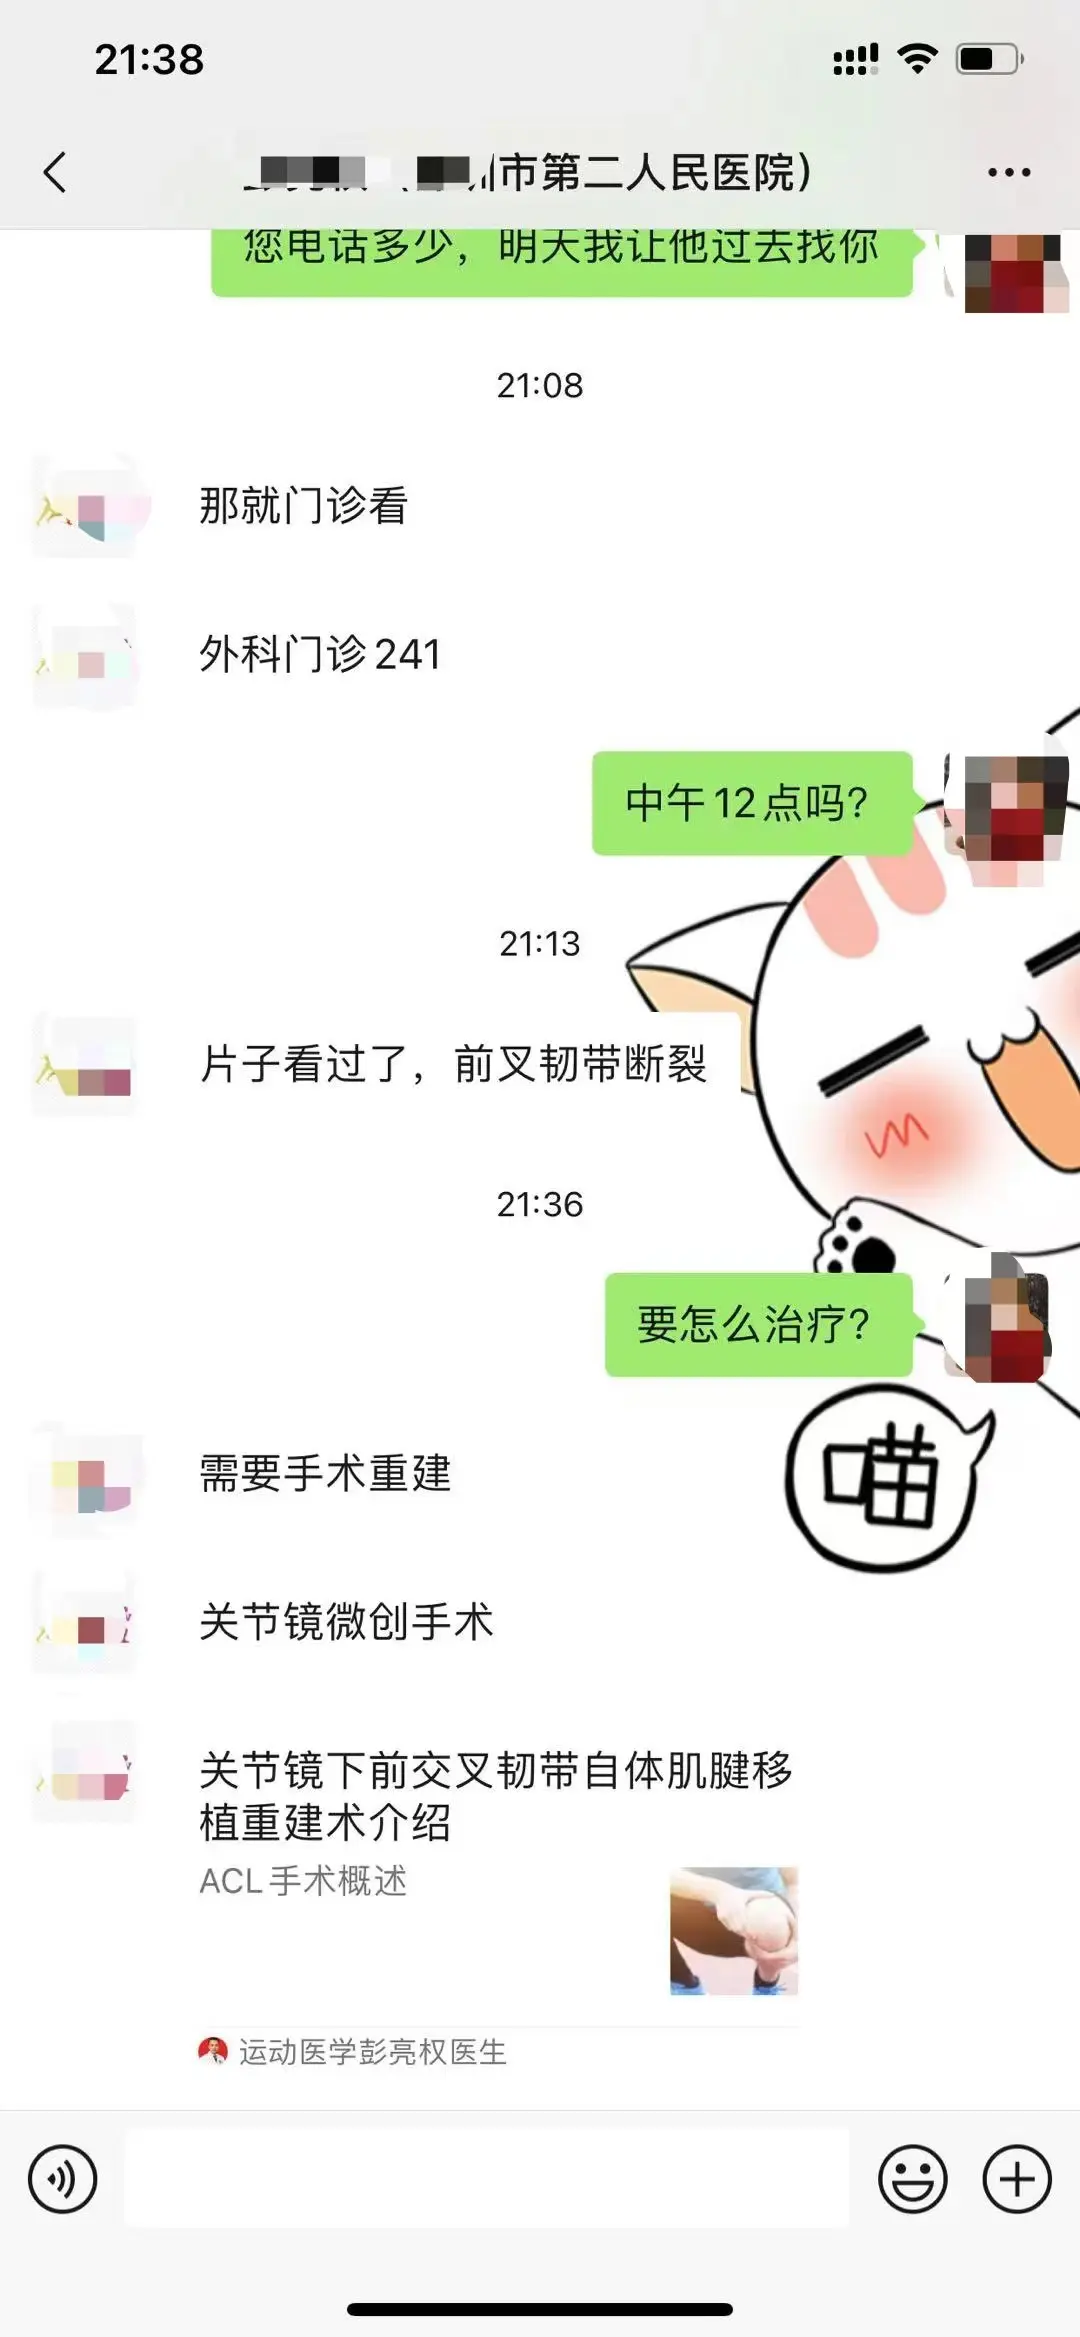 21:38
市第二人民医院）
您电话多少，明天我让他过去找你
21:08
那就门诊看
外科门诊241
中午12点吗？
21:13
片子看过了，前叉韧带断裂
21:36
要怎么治疗？
喵
需要手术重建
关节镜微创手术
关节镜下前交叉韧带自体肌腱移
植重建术介绍
ACL手术概述
运动医学彭亮权医生